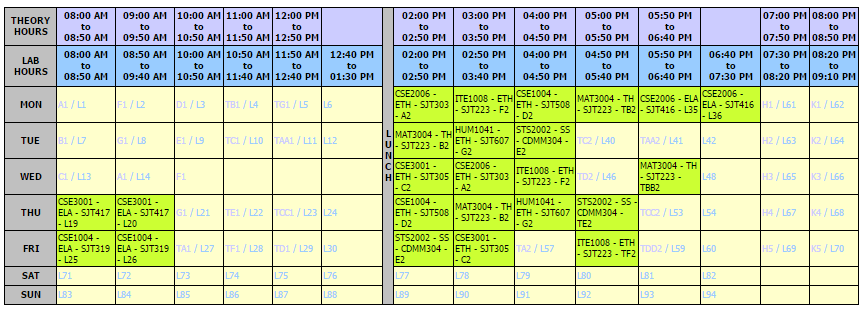 THEORY HOURS 08:00 AM to 08:50 AM 09:00 AM to 09:50 AM 10:00 AM to 10:50 AM 11:00 AM to 11:50 AM 12:00 PM to 12:50 PM LUNCH 02:00 PM to 02:50 PM 03:00 PM to 03:50 PM 04:00 PM to 04:50 PM 05:00 PM to 05:50 PM 05:50 PM to 06:40 PM 07:00 PM to 07:50 PM 08:00 PM to 08:50 PM
LAB HOURS 08:00 AM to 08:50 AM 08:50 AM to 09:40 AM 10:00 AM to 10:50 AM 10:50 AM to 11:40 AM 11:50 AM to 12:40 PM 12:40 PM to 01:30 PM 02:00 PM to 02:50 PM 02:50 PM to 03:40 PM 04:00 PM to 04:50 PM 04:50 PM to 05:40 PM 05:50 PM to 06:40 PM 06:40 PM to 07:30 PM 07:30 PM to 08:20 PM 08:20 PM to 09:10 PM
MON A1 / L1 F1 / L2 D1 / L3 TB1 / L4 TG1 / L5 L6 CSE2006 - ETH - SJT303 - A2 ITE1008 - ETH - SJT223 - F2 CSE1004 - ETH - SJT508 - D2 MAT3004 - TH - SJT223 - TB2 CSE2006 - ELA - SJT416 - L35 CSE2006 - ELA - SJT416 - L36 H1 / L61 K1 / L62
TUE B1 / L7 G1 / L8 E1 / L9 TC1 / L10 TAA1 / L11 L12 MAT3004 - TH - SJT223 - B2 HUM1041 - ETH - SJT607 - G2 STS2002 - SS - CDMM304 - E2 TC2 / L40 TAA2 / L41 L42 H2 / L63 K2 / L64
WED C1 / L13 A1 / L14 F1 CSE3001 - ETH - SJT305 - C2 CSE2006 - ETH - SJT303 - A2 ITE1008 - ETH - SJT223 - F2 TD2 / L46 MAT3004 - TH - SJT223 - TBB2 L48 H3 / L65 K3 / L66
THU CSE3001 - ELA - SJT417 - L19 CSE3001 - ELA - SJT417 - L20 G1 / L21 TE1 / L22 TCC1 / L23 L24 CSE1004 - ETH - SJT508 - D2 MAT3004 - TH - SJT223 - B2 HUM1041 - ETH - SJT607 - G2 STS2002 - SS - CDMM304 - TE2 TCC2 / L53 L54 H4 / L67 K4 / L68
FRI CSE1004 - ELA - SJT319 - L25 CSE1004 - ELA - SJT319 - L26 TA1 / L27 TF1 / L28 TD1 / L29 L30 STS2002 - SS - CDMM304 - E2 CSE3001 - ETH - SJT305 - C2 TA2 / L57 ITE1008 - ETH - SJT223 - TF2 TDD2 / L59 L60 H5 / L69 K5 / L70
SAT L71 L72 L73 L74 L75 L76 L77 L78 L79 L80 L81 L82
SUN L83 L84 L85 L86 L87 L88 L89 L90 L91 L92 L93 L94